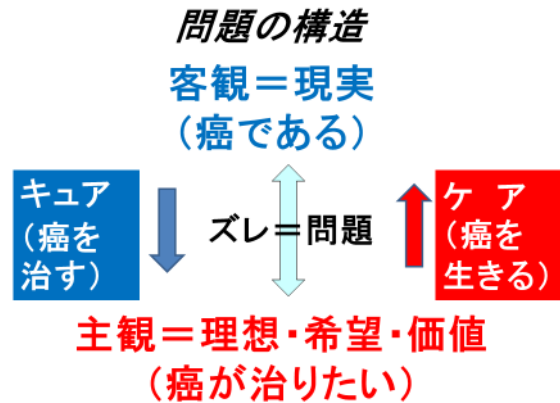 問題の構造
客観＝現実
（癌である）
キュア
（癌を
治す）
ズレ＝問題
ケ ア
（癌を
生きる）
主観＝理想・希望・価値
（癌が治りたい）